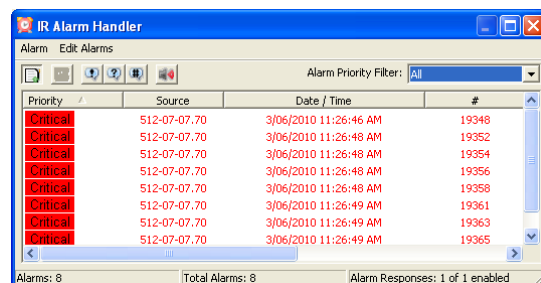 IR Alarm Handler
Alarm Edit Alarms
Alarm Priority Filter: All
Priority Source Date / Time #
Critical 512-07-07.70 3/06/2010 11:26:46 AM 19348
Critical 512-07-07.70 3/06/2010 11:26:48 AM 19352
Critical 512-07-07.70 3/06/2010 11:26:48 AM 19354
Critical 512-07-07.70 3/06/2010 11:26:48 AM 19356
Critical 512-07-07.70 3/06/2010 11:26:48 AM 19358
Critical 512-07-07.70 3/06/2010 11:26:49 AM 19361
Critical 512-07-07.70 3/06/2010 11:26:49 AM 19363
Critical 512-07-07.70 3/06/2010 11:26:49 AM 19365
Alarms: 8 Total Alarms: 8 Alarm Responses: 1 of 1 enabled